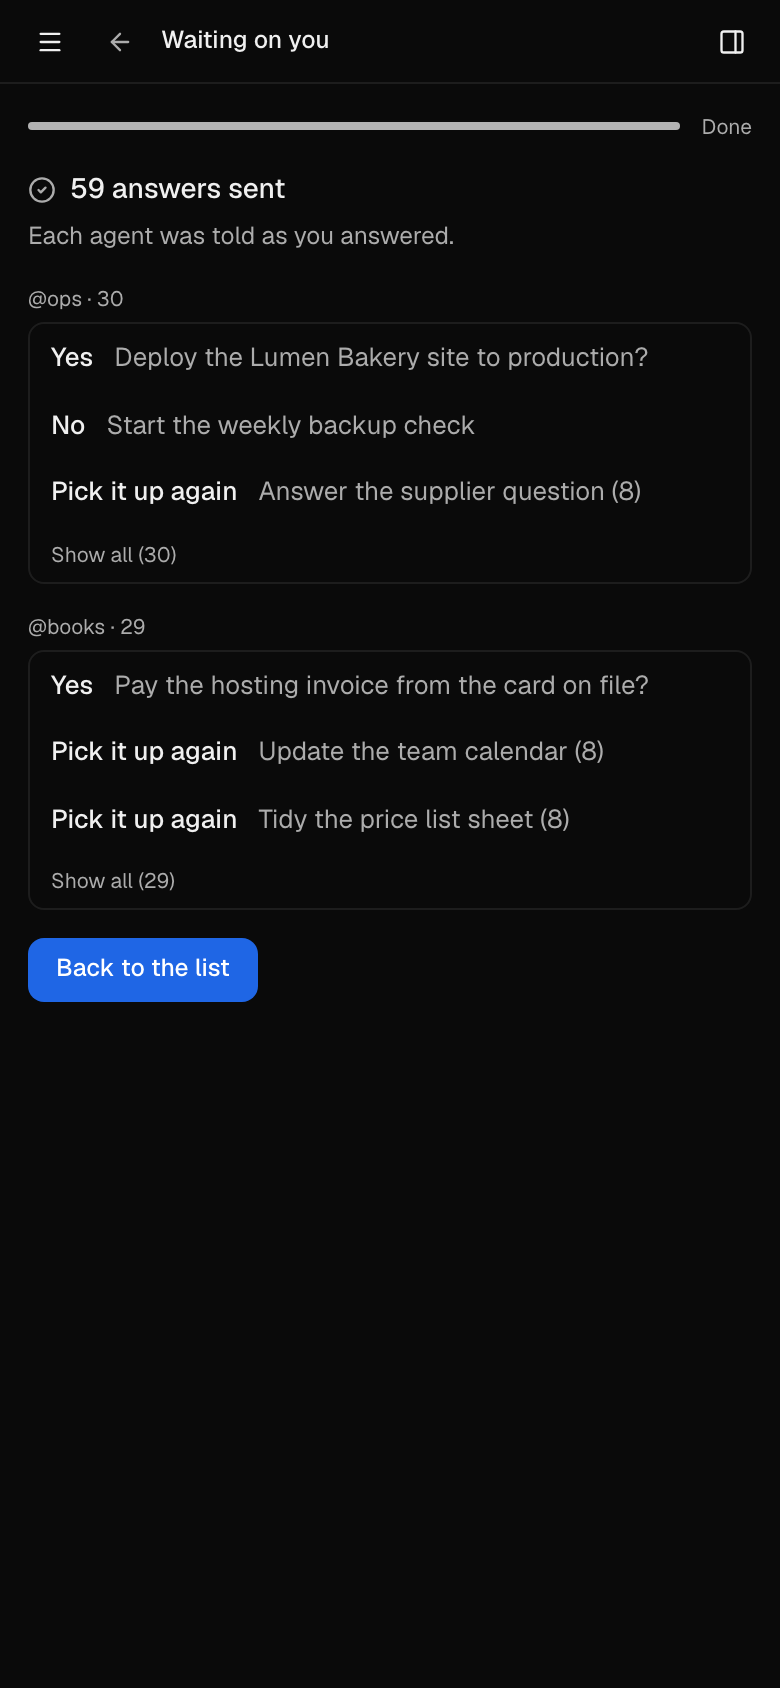 Waiting on you
Done
59 answers sent
Each agent was told as you answered.
@ops · 30
Yes Deploy the Lumen Bakery site to production?
No Start the weekly backup check
Pick it up again Answer the supplier question (8)
Show all (30)
@books · 29
Yes Pay the hosting invoice from the card on file?
Pick it up again Update the team calendar (8)
Pick it up again Tidy the price list sheet (8)
Show all (29)
Back to the list